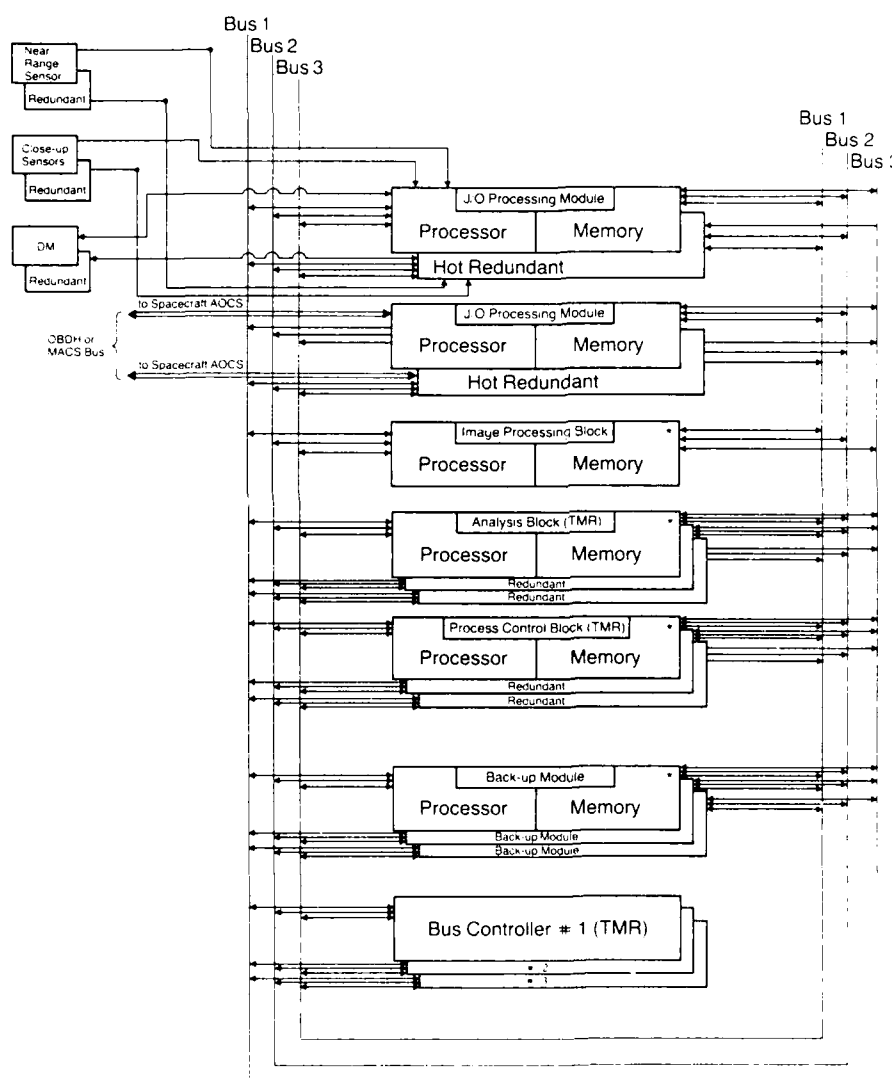 Bus 1
Bus 2
Bus 3
Near
Range
Sensor
Redundant
Close-up
Sensors
Redundant
DM
Redundant
Bus 1
Bus 2
Bus 3
J/O Processing Module
Processor
Memory
Hot Redundant
to Spacecraft AOCS
OBDH or
MACS Bus
to Spacecraft AOCS
J/O Processing Module
Processor
Memory
Hot Redundant
Image Processing Block *
Processor
Memory
Analysis Block (TMR) *
Processor
Memory
Redundant
Redundant
Process Control Block (TMR) *
Processor
Memory
Redundant
Redundant
Back-up Module *
Processor
Memory
Back-up Module
Back-up Module
Bus Controller # 1 (TMR)